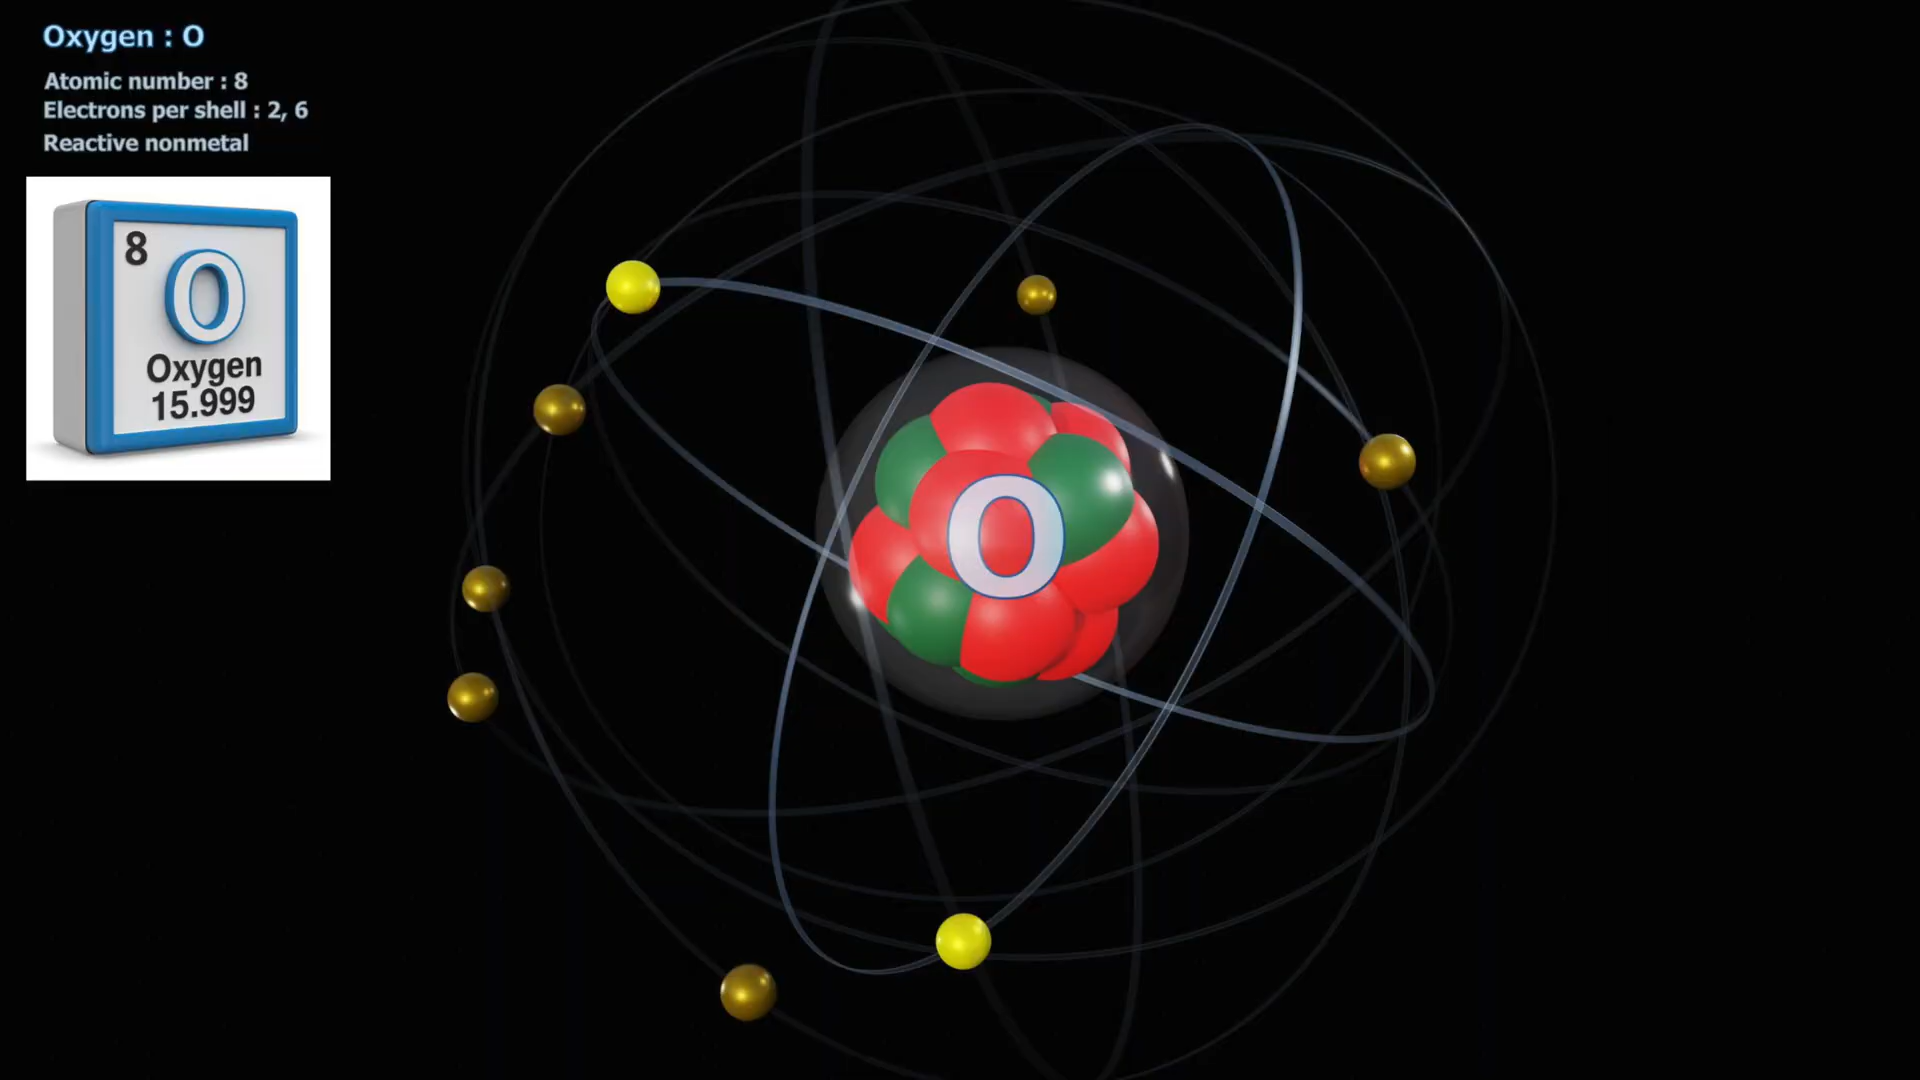 Oxygen : O
Atomic number : 8
Electrons per shell : 2, 6
Reactive nonmetal
8
O
Oxygen
15.999
O